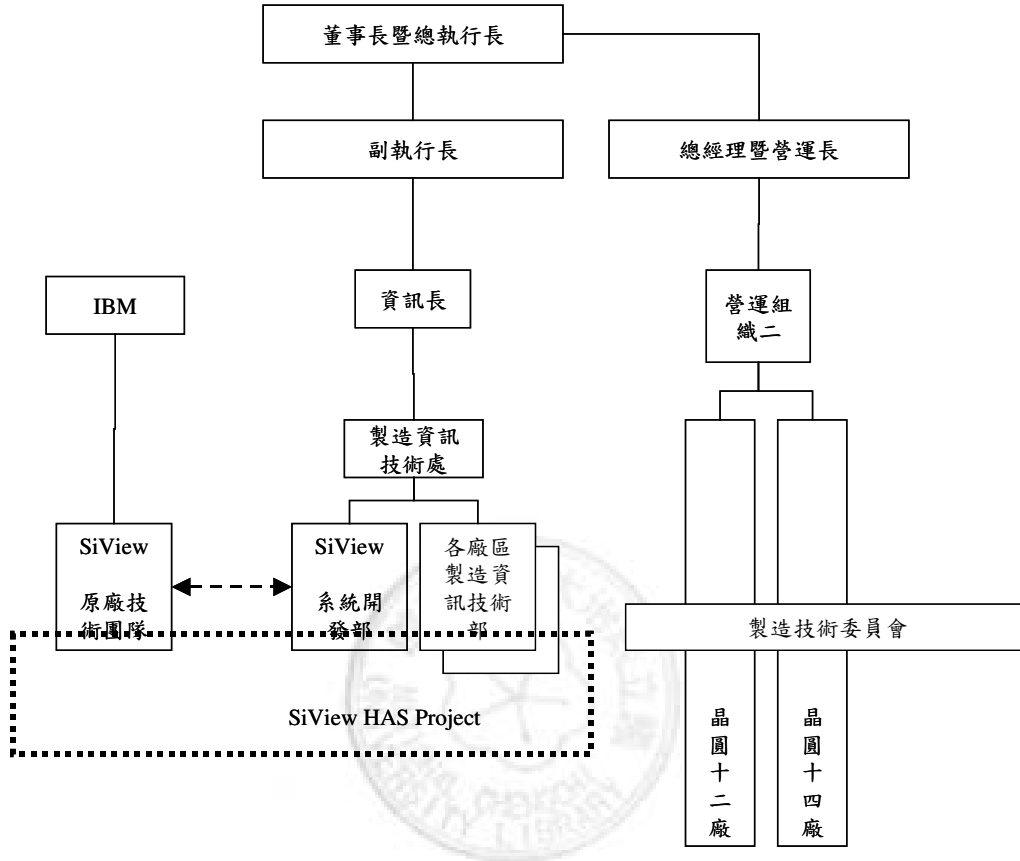 董事長暨總執行長
副執行長
總經理暨營運長
IBM
資訊長
營運組
織二
製造資訊
技術處
SiView
原廠技
術團隊
SiView
系統開
發部
各廠區
製造資
訊技術
部
製造技術委員會
SiView HAS Project
晶圓十二廠
晶圓十四廠